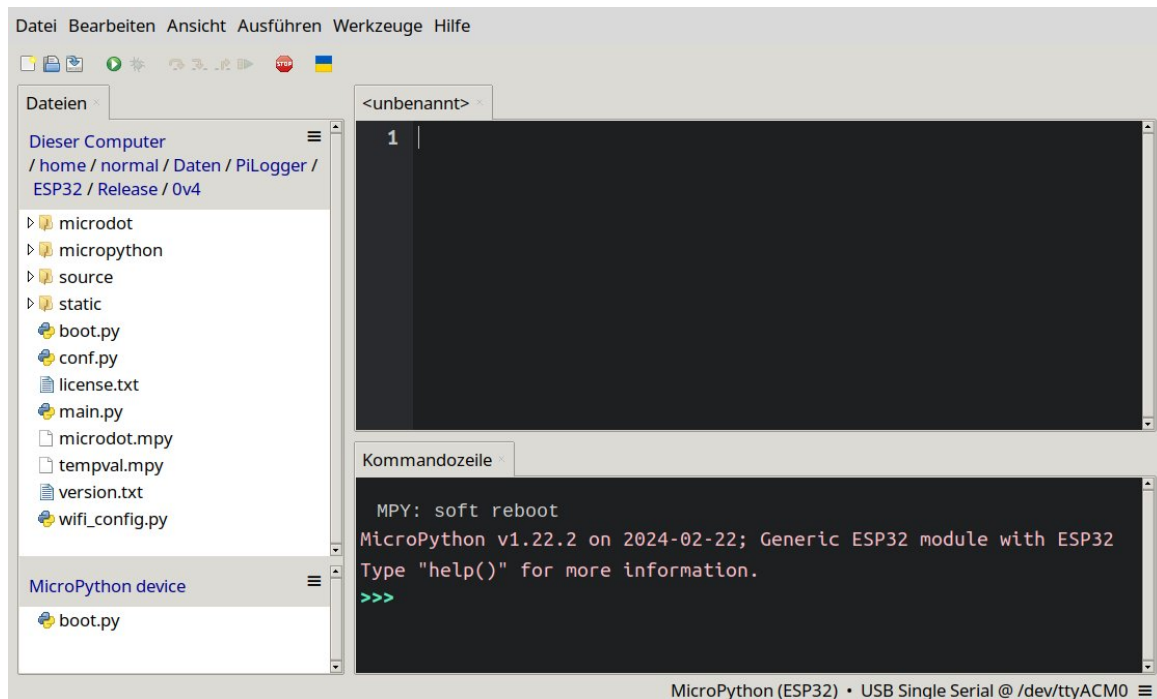 Datei Bearbeiten Ansicht Ausführen Werkzeuge Hilfe
STOP
Dateien
Dieser Computer
/ home / normal / Daten / PiLogger /
ESP32 / Release / 0v4
microdot
micropython
source
static
boot.py
conf.py
license.txt
main.py
microdot.mpy
tempval.mpy
version.txt
wifi_config.py
MicroPython device
boot.py
<unbenannt>
1
Kommandozeile
MPY: soft reboot
MicroPython v1.22.2 on 2024-02-22; Generic ESP32 module with ESP32
Type "help()" for more information.
>>>
MicroPython (ESP32) • USB Single Serial @ /dev/ttyACM0 ≡